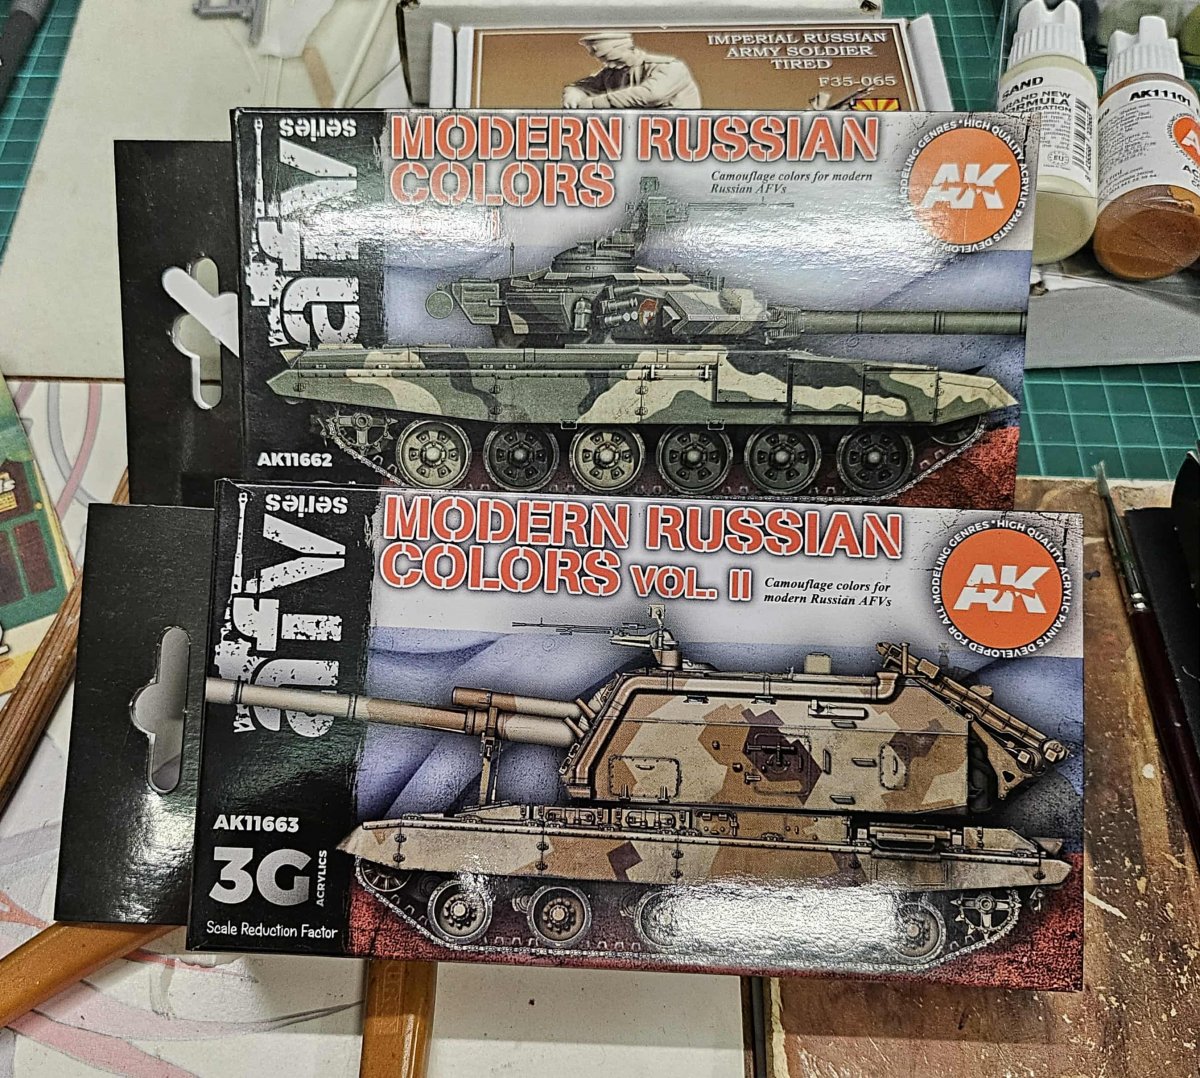 IMPERIAL RUSSIAN
ARMY SOLDIER
TIRED
F35-065
SAND
BRAND NEW
FORMULA
GENERATION
AK11101
afv
series
MODERN RUSSIAN
COLORS
Camouflage colors for modern
Russian AFVs
MODELING GENRES * HIGH QUALITY ACRYLIC PAINTS DEVELOPED
AK
AK11662
afv
series
MODERN RUSSIAN
COLORS VOL. II
Camouflage colors for
modern Russian AFVs
HIGH QUALITY ACRYLIC PAINTS DEVELOPED FOR ALL MODELING GENRES *
AK
AK11663
3G
ACRYLICS
Scale Reduction Factor